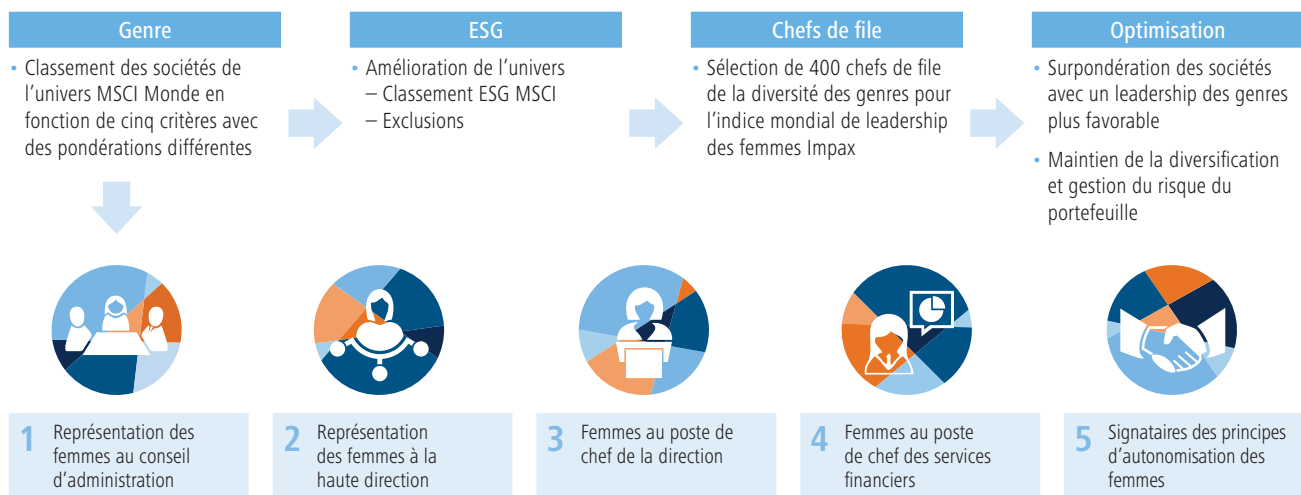 Genre
• Classement des sociétés de
l’univers MSCI Monde en
fonction de cinq critères avec
des pondérations différentes
ESG
• Amélioration de l’univers
– Classement ESG MSCI
– Exclusions
Chefs de file
• Sélection de 400 chefs de file
de la diversité des genres pour
l’indice mondial de leadership
des femmes Impax
Optimisation
• Surpondération des sociétés
avec un leadership des genres
plus favorable
• Maintien de la diversification
et gestion du risque du
portefeuille
1 Représentation des
femmes au conseil
d’administration
2 Représentation
des femmes à la
haute direction
3 Femmes au poste de
chef de la direction
4 Femmes au poste
de chef des services
financiers
5 Signataires des principes
d’autonomisation des
femmes